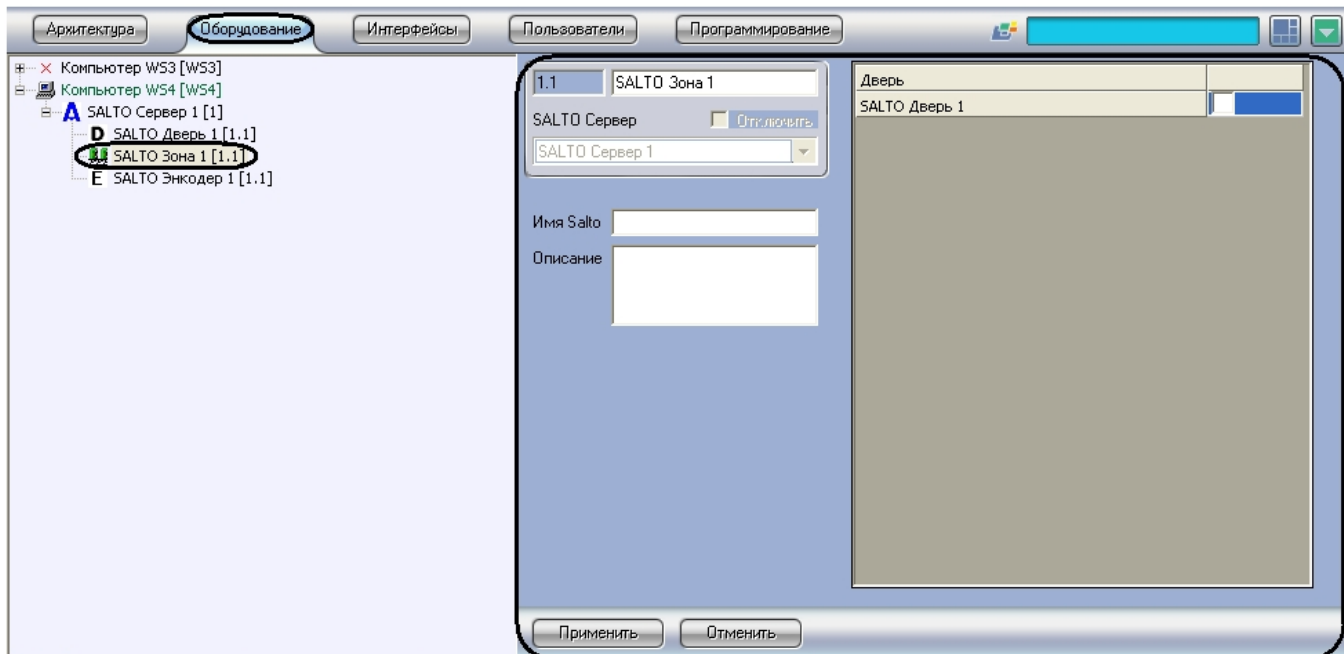 Архитектура Оборудование Интерфейсы Пользователи Программирование
Компьютер WS3 [WS3]
Компьютер WS4 [WS4]
A SALTO Сервер 1 [1]
D SALTO Дверь 1 [1.1]
SALTO Зона 1 [1.1]
E SALTO Энкодер 1 [1.1]
1.1 SALTO Зона 1
SALTO Сервер Отключить
SALTO Сервер 1
Имя Salto
Описание
Дверь
SALTO Дверь 1
Применить Отменить